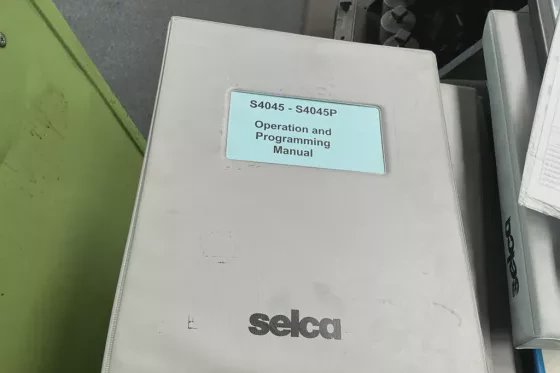 S4045 - S4045P
Operation and
Programming
Manual
selca
selca